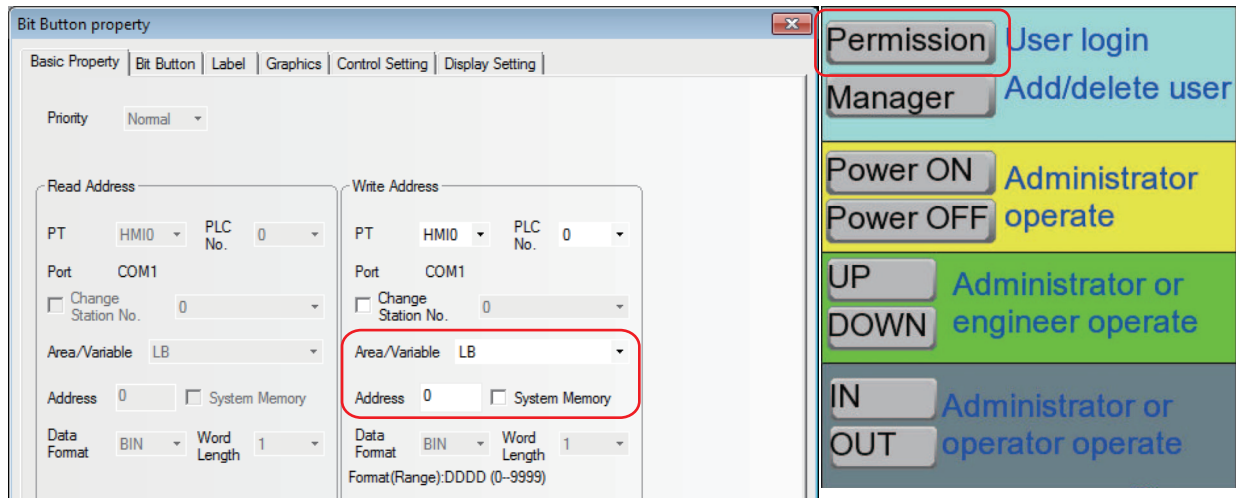 Bit Button property
Basic Property Bit Button Label Graphics Control Setting Display Setting
Priority Normal
Read Address
PT HMI0 PLC No. 0
Port COM1
Change Station No. 0
Area/Variable LB
Address 0 System Memory
Data Format BIN Word Length 1
Write Address
PT HMI0 PLC No. 0
Port COM1
Change Station No. 0
Area/Variable LB
Address 0 System Memory
Data Format BIN Word Length 1
Format(Range):DDDD (0--9999)
Permission User login
Manager Add/delete user
Power ON Administrator
Power OFF operate
UP Administrator or
DOWN engineer operate
IN Administrator or
OUT operator operate